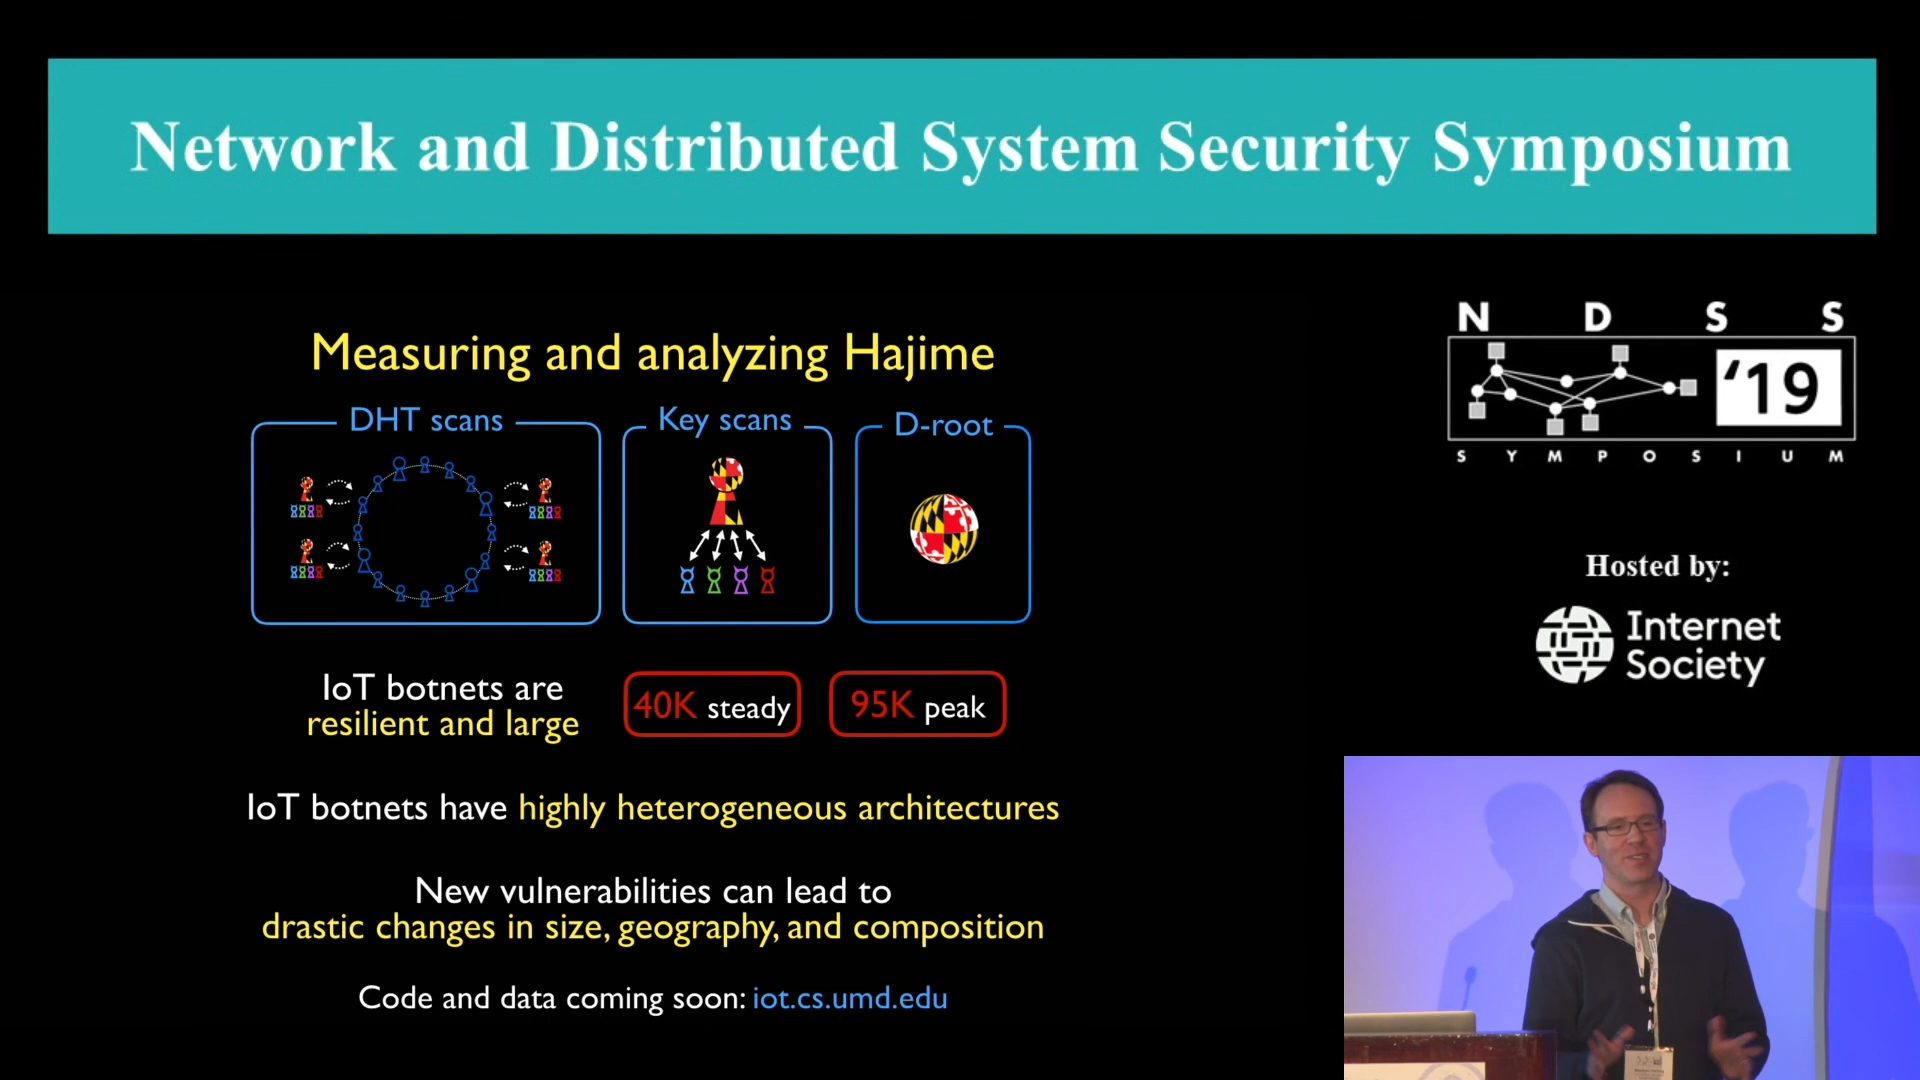 Network and Distributed System Security Symposium
N D S S
'19
S Y M P O S I U M
Hosted by:
Internet
Society
Measuring and analyzing Hajime
DHT scans
Key scans
D-root
IoT botnets are
resilient and large
40K steady
95K peak
IoT botnets have highly heterogeneous architectures
New vulnerabilities can lead to
drastic changes in size, geography, and composition
Code and data coming soon: iot.cs.umd.edu